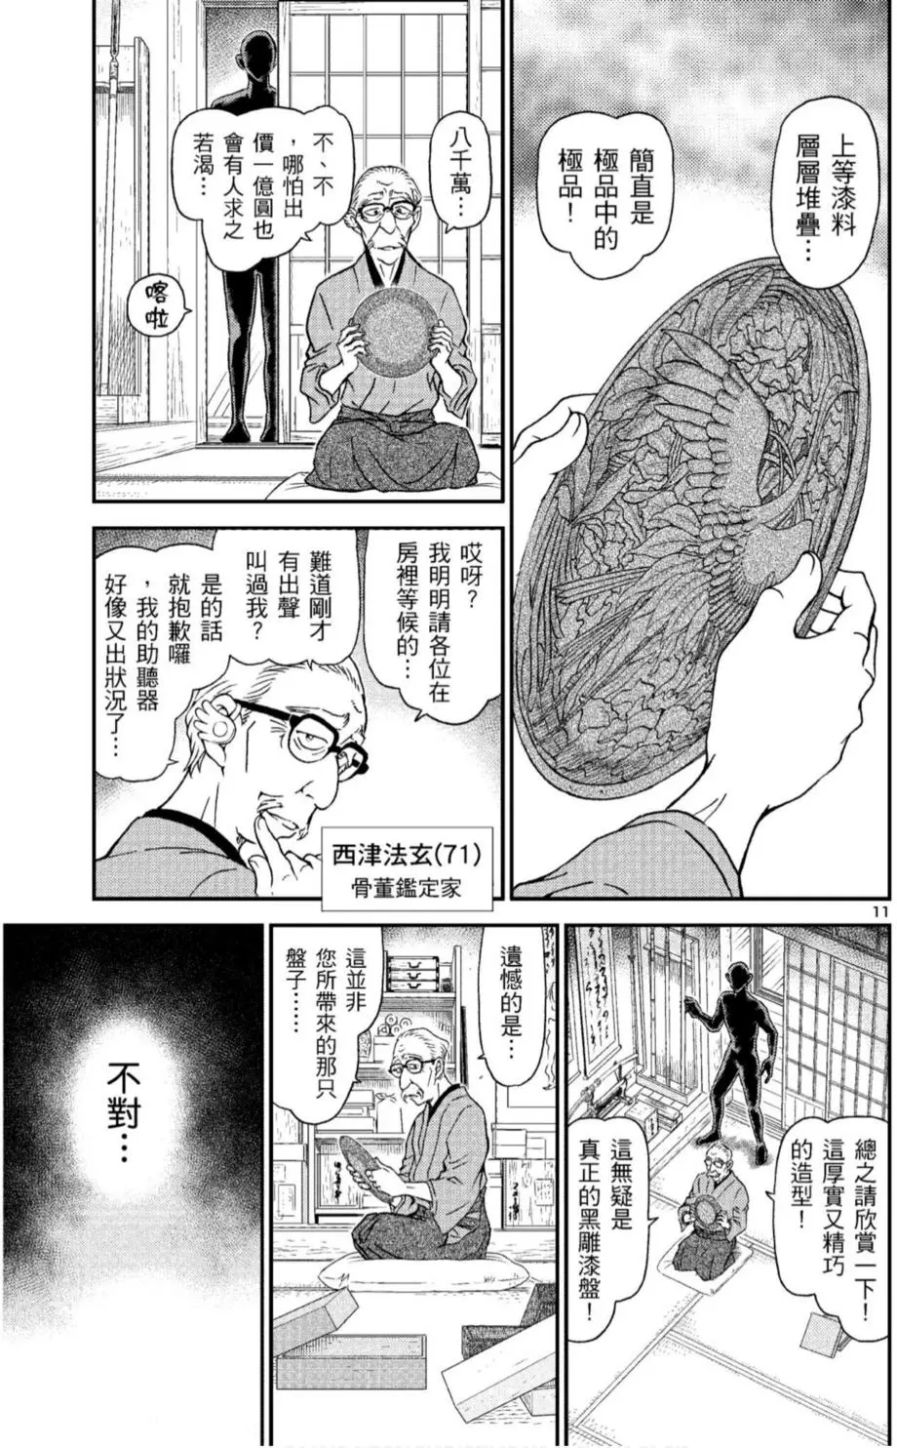 上等漆料
層層堆疊…
簡直是
極品中的
極品！
八千萬…
不、不
，哪怕出
價一億圓也
會有人求之
若渴…
喀啦
哎呀？
我明明請各位在
房裡等候的…
難道剛才
有出聲
叫過我？
是的話
就抱歉囉
，我的助聽器
好像又出狀況了…
西津法玄(71)
骨董鑑定家
11
總之請欣賞一下！
這厚實又精巧
的造型！
這無疑是
真正的黑雕漆盤！
遺憾的是…
這並非
您所帶來的那只
盤子……
不對…